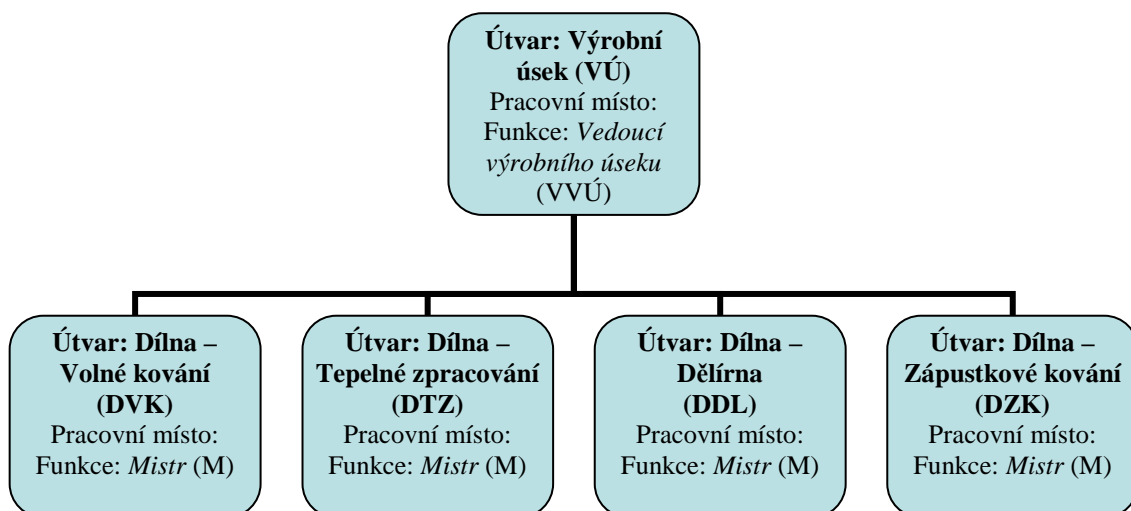 Útvar: Výrobní
úsek (VÚ)
Pracovní místo:
Funkce: Vedoucí
výrobního úseku
(VVÚ)
Útvar: Dílna –
Volné kování
(DVK)
Pracovní místo:
Funkce: Mistr (M)
Útvar: Dílna –
Tepelné zpracování
(DTZ)
Pracovní místo:
Funkce: Mistr (M)
Útvar: Dílna –
Dělírna
(DDL)
Pracovní místo:
Funkce: Mistr (M)
Útvar: Dílna –
Zápustkové kování
(DZK)
Pracovní místo:
Funkce: Mistr (M)